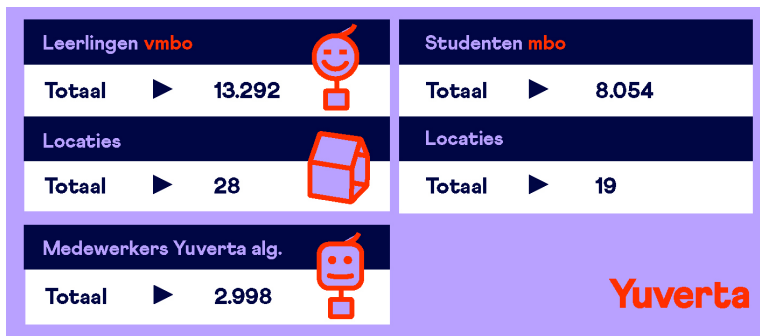 Leerlingen vmbo
Totaal ▶ 13.292
Locaties
Totaal ▶ 28
Studenten mbo
Totaal ▶ 8.054
Locaties
Totaal ▶ 19
Medewerkers Yuverta alg.
Totaal ▶ 2.998
Yuverta